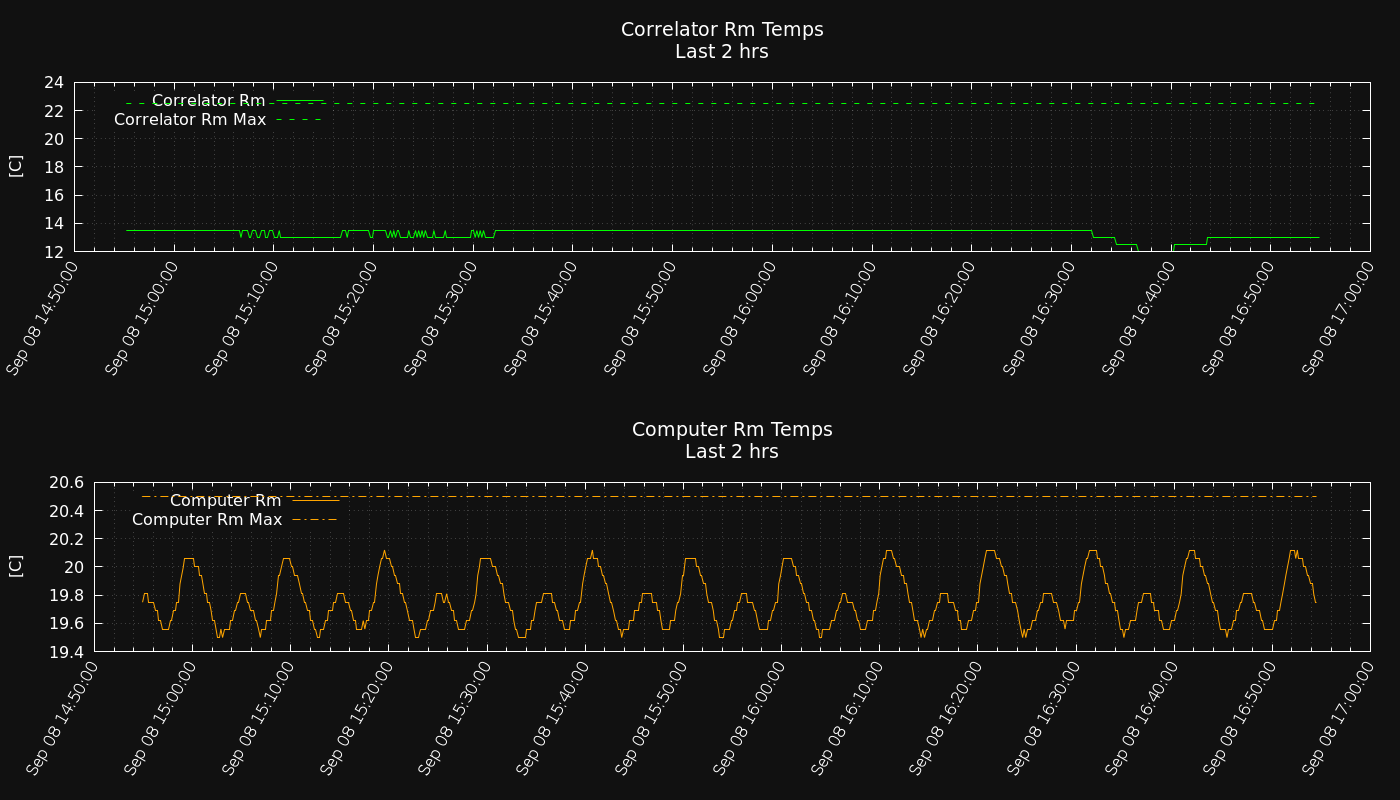 Correlator Rm Temps
Last 2 hrs
24
22
20
18
16
14
12
[C]
Correlator Rm
Correlator Rm Max
Sep 08 14:50:00
Sep 08 15:00:00
Sep 08 15:10:00
Sep 08 15:20:00
Sep 08 15:30:00
Sep 08 15:40:00
Sep 08 15:50:00
Sep 08 16:00:00
Sep 08 16:10:00
Sep 08 16:20:00
Sep 08 16:30:00
Sep 08 16:40:00
Sep 08 16:50:00
Sep 08 17:00:00
Computer Rm Temps
Last 2 hrs
20.6
20.4
20.2
20
19.8
19.6
19.4
[C]
Computer Rm
Computer Rm Max
Sep 08 14:50:00
Sep 08 15:00:00
Sep 08 15:10:00
Sep 08 15:20:00
Sep 08 15:30:00
Sep 08 15:40:00
Sep 08 15:50:00
Sep 08 16:00:00
Sep 08 16:10:00
Sep 08 16:20:00
Sep 08 16:30:00
Sep 08 16:40:00
Sep 08 16:50:00
Sep 08 17:00:00